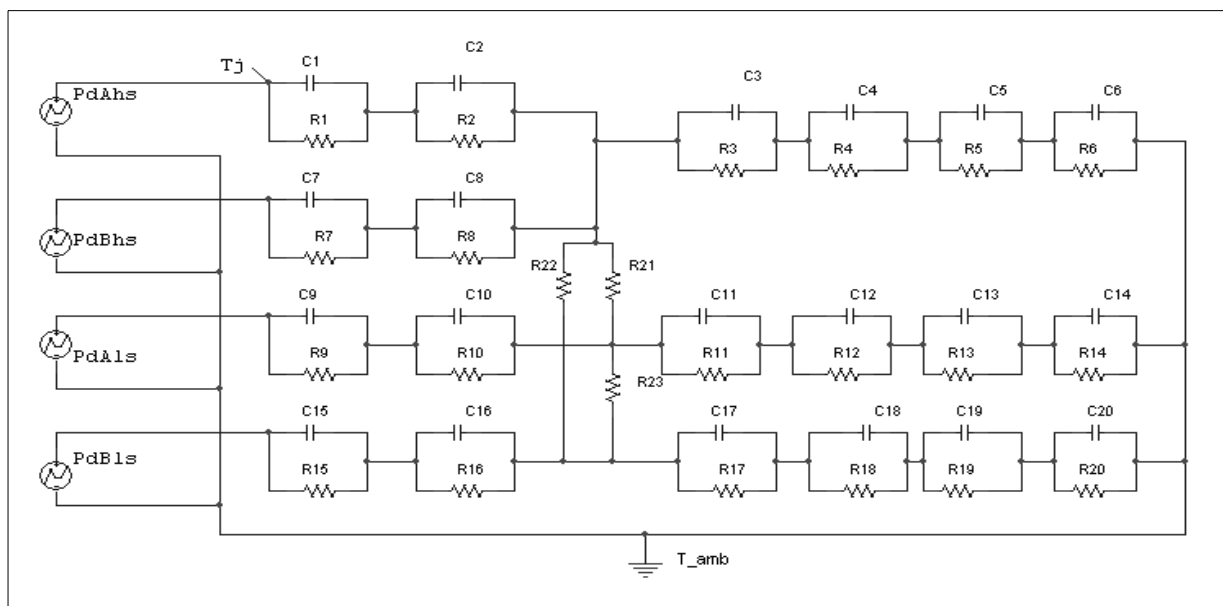 C2
Tj
C1
C3
C4
C5
C6
PdAhs
R1
R2
R3
R4
R5
R6
C7
C8
PdBhs
R7
R8
R22
R21
C9
C10
C11
C12
C13
C14
PdAls
R9
R10
R11
R12
R13
R14
R23
C15
C16
C17
C18
C19
C20
PdBls
R15
R16
R17
R18
R19
R20
T_amb